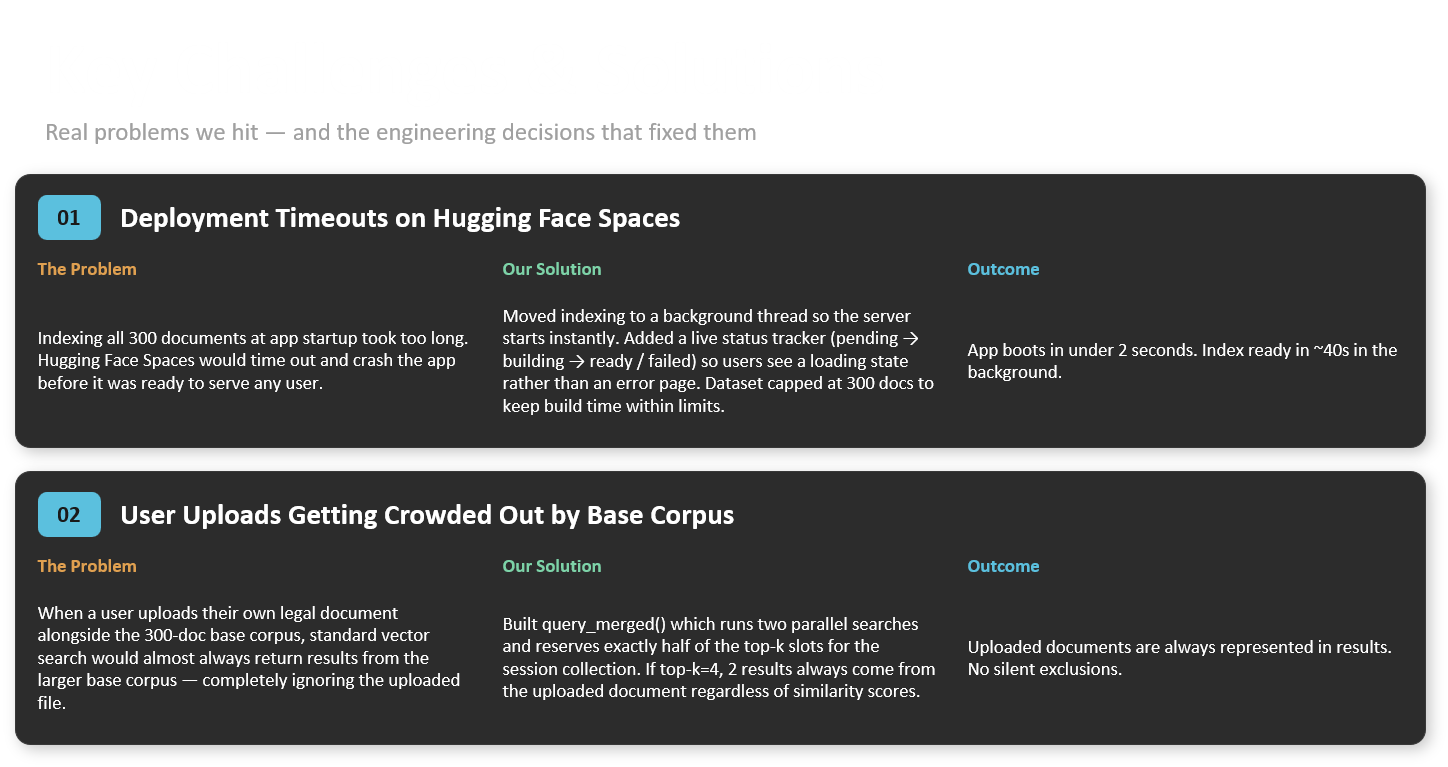 Real problems we hit — and the engineering decisions that fixed them
01
Deployment Timeouts on Hugging Face Spaces
The Problem
Indexing all 300 documents at app startup took too long.
Hugging Face Spaces would time out and crash the app
before it was ready to serve any user.
Our Solution
Moved indexing to a background thread so the server
starts instantly. Added a live status tracker (pending →
building → ready / failed) so users see a loading state
rather than an error page. Dataset capped at 300 docs to
keep build time within limits.
Outcome
App boots in under 2 seconds. Index ready in ~40s in the
background.
02
User Uploads Getting Crowded Out by Base Corpus
The Problem
When a user uploads their own legal document
alongside the 300-doc base corpus, standard vector
search would almost always return results from the
larger base corpus — completely ignoring the uploaded
file.
Our Solution
Built query_merged() which runs two parallel searches
and reserves exactly half of the top-k slots for the
session collection. If top-k=4, 2 results always come from
the uploaded document regardless of similarity scores.
Outcome
Uploaded documents are always represented in results.
No silent exclusions.